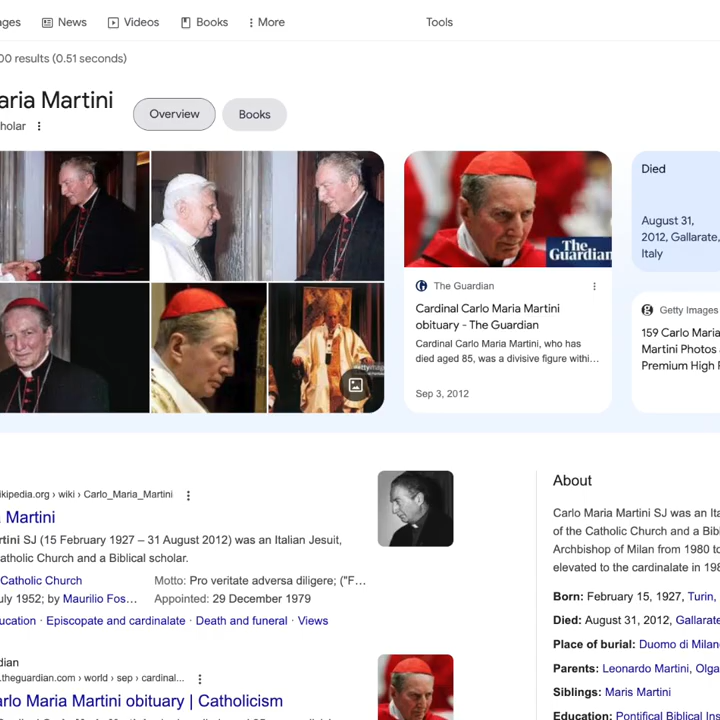 ages News Videos Books More Tools
00 results (0.51 seconds)
aria Martini
holar
Overview Books
The Guardian
gettyimages
The Guardian
Cardinal Carlo Maria Martini
obituary - The Guardian
Cardinal Carlo Maria Martini, who has
died aged 85, was a divisive figure withi...
Sep 3, 2012
Died
August 31,
2012, Gallarate,
Italy
Getty Images
159 Carlo Maria
Martini Photos
Premium High
ikipedia.org › wiki › Carlo_Maria_Martini
Martini
rtini SJ (15 February 1927 – 31 August 2012) was an Italian Jesuit,
atholic Church and a Biblical scholar.
Catholic Church Motto: Pro veritate adversa diligere; ("F...
uly 1952; by Maurilio Fos... Appointed: 29 December 1979
ucation · Episcopate and cardinalate · Death and funeral · Views
dian
.theguardian.com › world › sep › cardinal...
arlo Maria Martini obituary | Catholicism
About
Carlo Maria Martini SJ was an Ita
of the Catholic Church and a Bib
Archbishop of Milan from 1980 to
elevated to the cardinalate in 198
Born: February 15, 1927, Turin,
Died: August 31, 2012, Gallarate
Place of burial: Duomo di Milan
Parents: Leonardo Martini, Olga
Siblings: Maris Martini
Education: Pontifical Biblical Ins